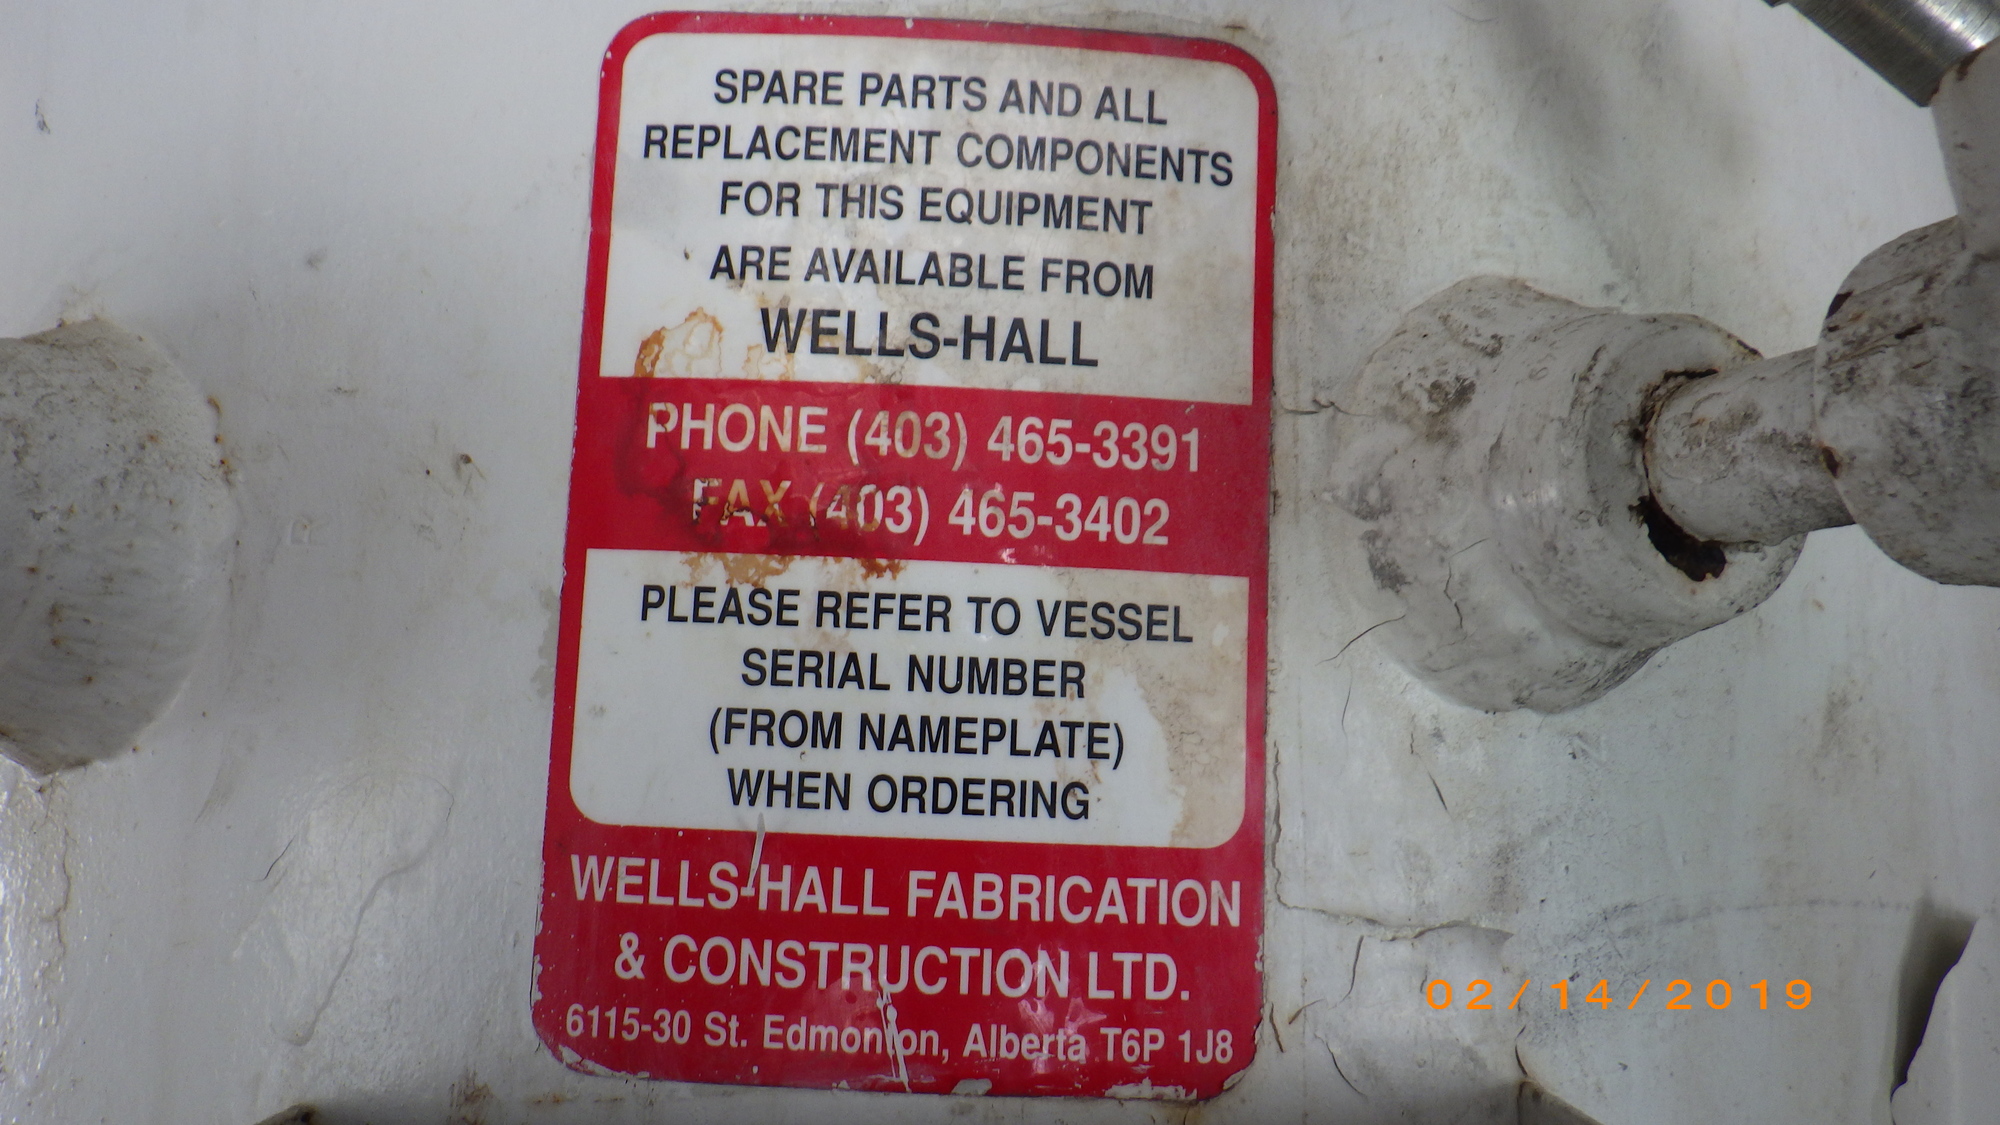 SPARE PARTS AND ALL
REPLACEMENT COMPONENTS
FOR THIS EQUIPMENT
ARE AVAILABLE FROM
WELLS-HALL
PHONE (403) 465-3391
FAX (403) 465-3402
PLEASE REFER TO VESSEL
SERIAL NUMBER
(FROM NAMEPLATE)
WHEN ORDERING
WELLS-HALL FABRICATION
& CONSTRUCTION LTD.
6115-30 St. Edmonton, Alberta T6P 1J8
02/14/2019